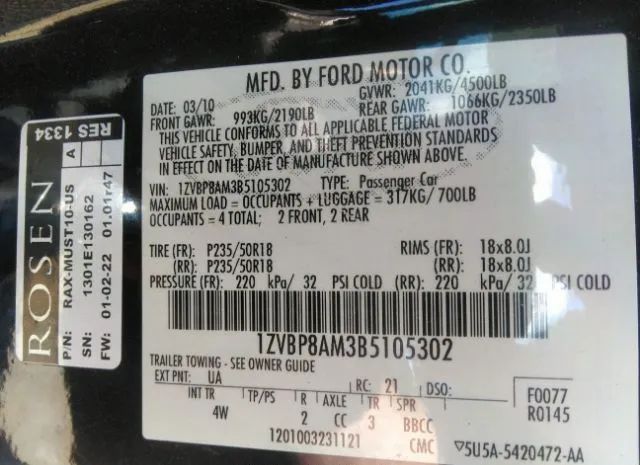 ROSEN
P/N: RAX-MUST10-US A
SN: 1301E130162
FW: 01-02-22 01.01.47
RES 1334
MFD. BY FORD MOTOR CO.
DATE: 03/10 GVWR: 2041KG/4500LB
FRONT GAWR: 993KG/2190LB REAR GAWR: 1066KG/2350LB
THIS VEHICLE CONFORMS TO ALL APPLICABLE FEDERAL MOTOR
VEHICLE SAFETY, BUMPER, AND THEFT PREVENTION STANDARDS
IN EFFECT ON THE DATE OF MANUFACTURE SHOWN ABOVE.
VIN: 1ZVBP8AM3B5105302 TYPE: Passenger Car
MAXIMUM LOAD = OCCUPANTS + LUGGAGE = 317KG/ 700LB
OCCUPANTS = 4 TOTAL; 2 FRONT, 2 REAR
TIRE (FR): P235/50R18 RIMS (FR): 18x8.0J
(RR): P235/50R18 (RR): 18x8.0J
PRESSURE (FR): 220 kPa/ 32 PSI COLD (RR): 220 kPa/ 32 PSI COLD
1ZVBP8AM3B5105302
TRAILER TOWING - SEE OWNER GUIDE
EXT PNT: UA RC: 21 DSO: F0077
INT TR TP/PS R AXLE TR SPR R0145
4W 2 CC 3 BBCC
1201003231121 CMC ▽5U5A-5420472-AA